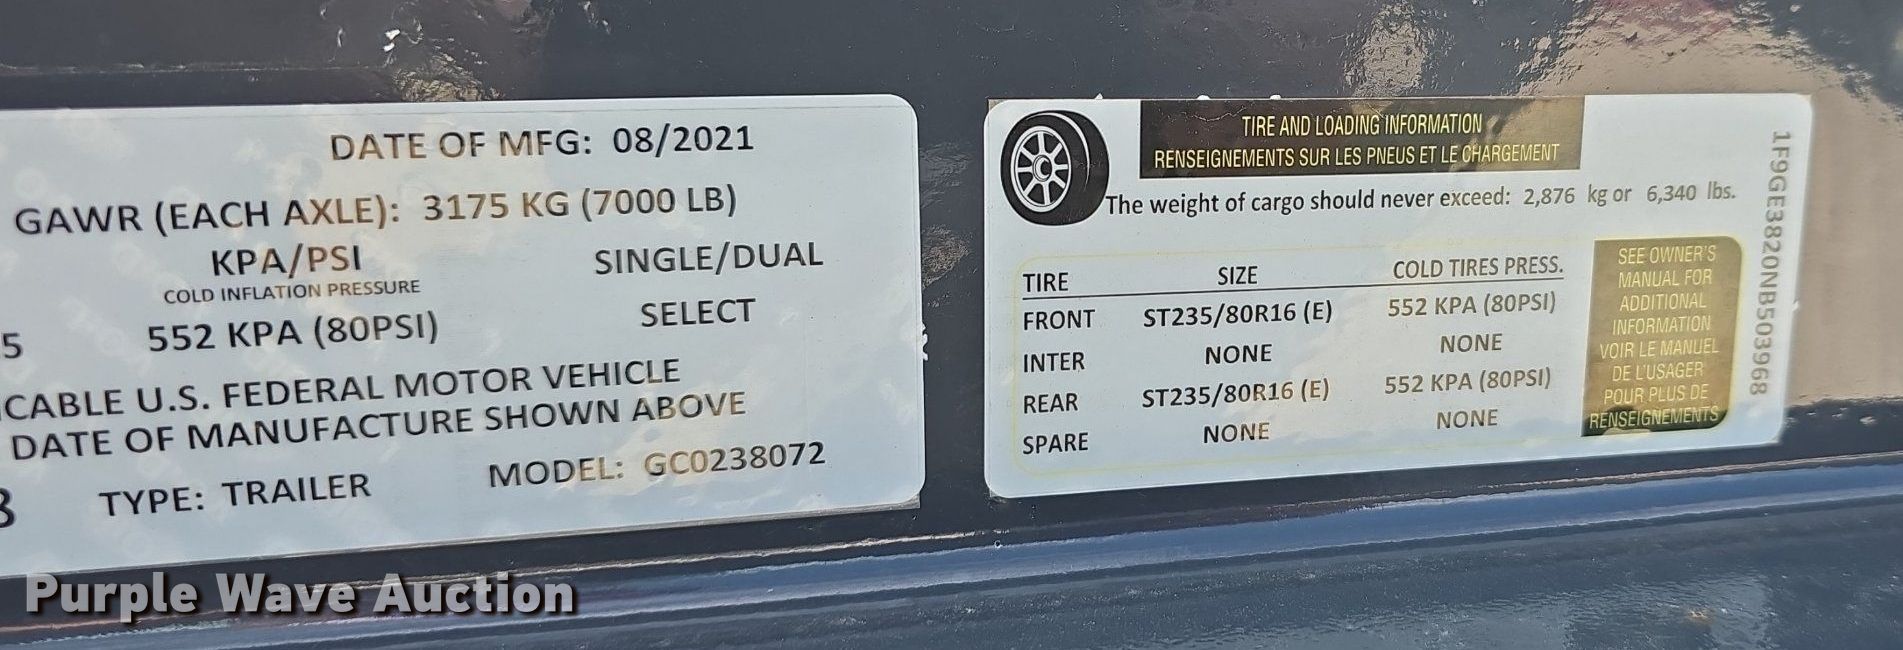 DATE OF MFG: 08/2021
GAWR (EACH AXLE): 3175 KG (7000 LB)
KPA/PSI SINGLE/DUAL
COLD INFLATION PRESSURE
5 552 KPA (80PSI) SELECT
ICABLE U.S. FEDERAL MOTOR VEHICLE
DATE OF MANUFACTURE SHOWN ABOVE
TYPE: TRAILER MODEL: GC0238072
TIRE AND LOADING INFORMATION
RENSEIGNEMENTS SUR LES PNEUS ET LE CHARGEMENT
The weight of cargo should never exceed: 2,876 kg or 6,340 lbs.
TIRE SIZE COLD TIRES PRESS.
FRONT ST235/80R16 (E) 552 KPA (80PSI)
INTER NONE NONE
REAR ST235/80R16 (E) 552 KPA (80PSI)
SPARE NONE NONE
SEE OWNER'S
MANUAL FOR
ADDITIONAL
INFORMATION
VOIR LE MANUEL
DE L'USAGER
POUR PLUS DE
RENSEIGNEMENTS
1F9GE3820NB503968
Purple Wave Auction